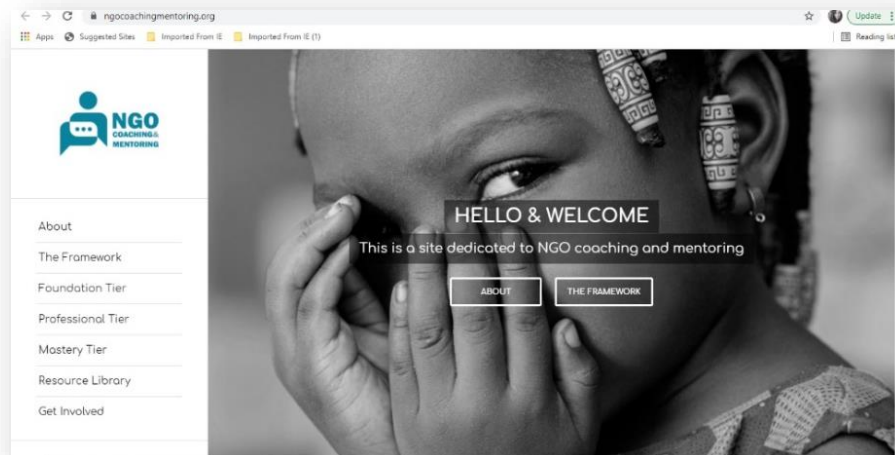 ngocoachingmentoring.org
Update
Apps Suggested Sites Imported From IE Imported From IE (1)
Reading list
NGO
COACHING&
MENTORING
About
The Framework
Foundation Tier
Professional Tier
Mastery Tier
Resource Library
Get Involved
HELLO & WELCOME
This is a site dedicated to NGO coaching and mentoring
ABOUT THE FRAMEWORK